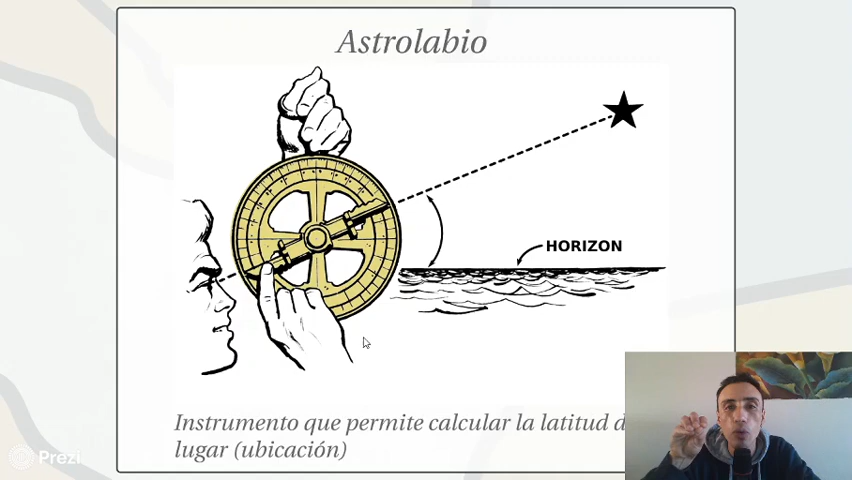 Astrolabio
HORIZON
Instrumento que permite calcular la latitud
lugar (ubicación)
Prezi